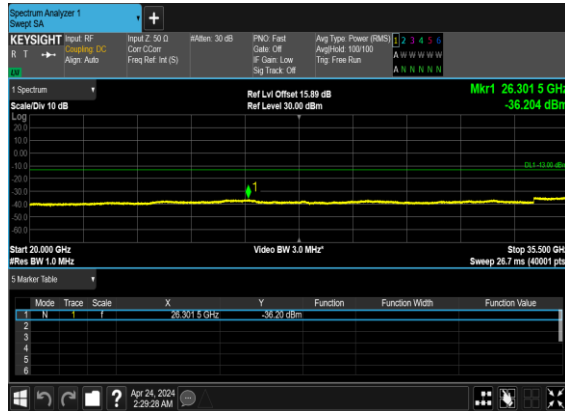 Spectrum Analyzer 1
Swept SA
+
KEYSIGHT Input: RF Input Z: 50 Ω #Atten: 30 dB PNO: Fast Avg Type: Power (RMS) 1 2 3 4 5 6
R T Coupling: DC Corr CCorr Gate: Off Avg|Hold: 100/100 A W W W W W
Align: Auto Freq Ref: Int (S) IF Gain: Low Trig: Free Run
Sig Track: Off A N N N N N
1 Spectrum
Scale/Div 10 dB
Ref Lvl Offset 15.89 dB
Ref Level 30.00 dBm
Mkr1 26.301 5 GHz
-36.204 dBm
Log
20.0
10.0
0.00
-10.0
DL1 -13.00 dBm
-20.0
-30.0
1
-40.0
-50.0
-60.0
Start 20.000 GHz Video BW 3.0 MHz* Stop 35.500 GHz
#Res BW 1.0 MHz Sweep 26.7 ms (40001 pts)
5 Marker Table
Mode Trace Scale X Y Function Function Width Function Value
1 N 1 f 26.301 5 GHz -36.20 dBm
2
3
4
5
6
? Apr 24, 2024
2:29:28 AM